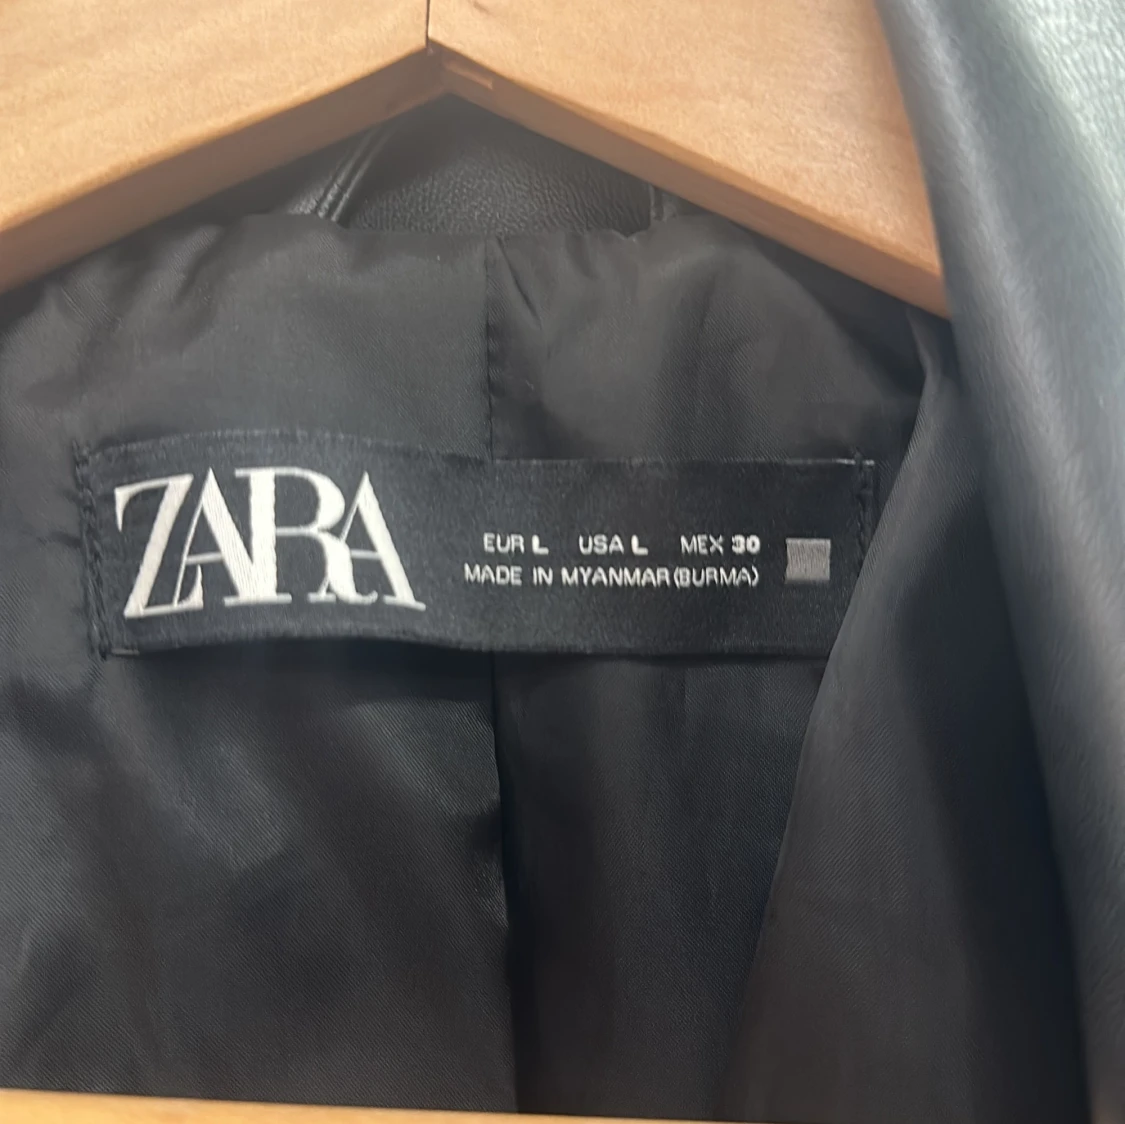 ZARA
EUR L USA L MEX 30
MADE IN MYANMAR (BURMA)